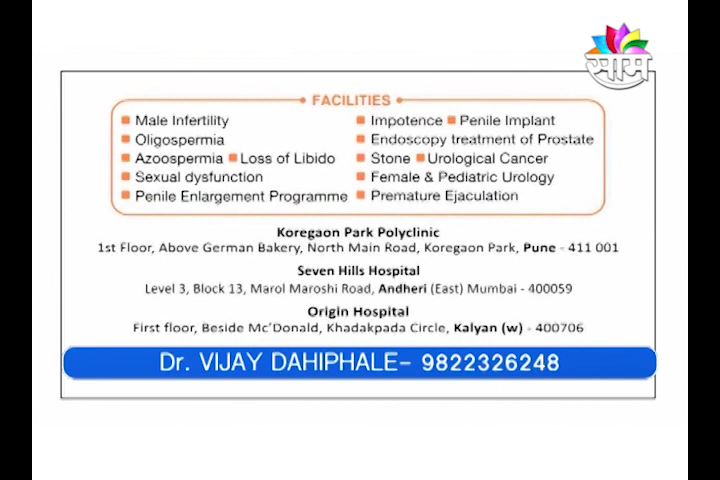 साम
FACILITIES
Male Infertility
Oligospermia
Azoospermia Loss of Libido
Sexual dysfunction
Penile Enlargement Programme
Impotence Penile Implant
Endoscopy treatment of Prostate
Stone Urological Cancer
Female & Pediatric Urology
Premature Ejaculation
Koregaon Park Polyclinic
1st Floor, Above German Bakery, North Main Road, Koregaon Park, Pune - 411 001
Seven Hills Hospital
Level 3, Block 13, Marol Maroshi Road, Andheri (East) Mumbai - 400059
Origin Hospital
First floor, Beside Mc'Donald, Khadakpada Circle, Kalyan (w) - 400706
Dr. VIJAY DAHIPHALE- 9822326248